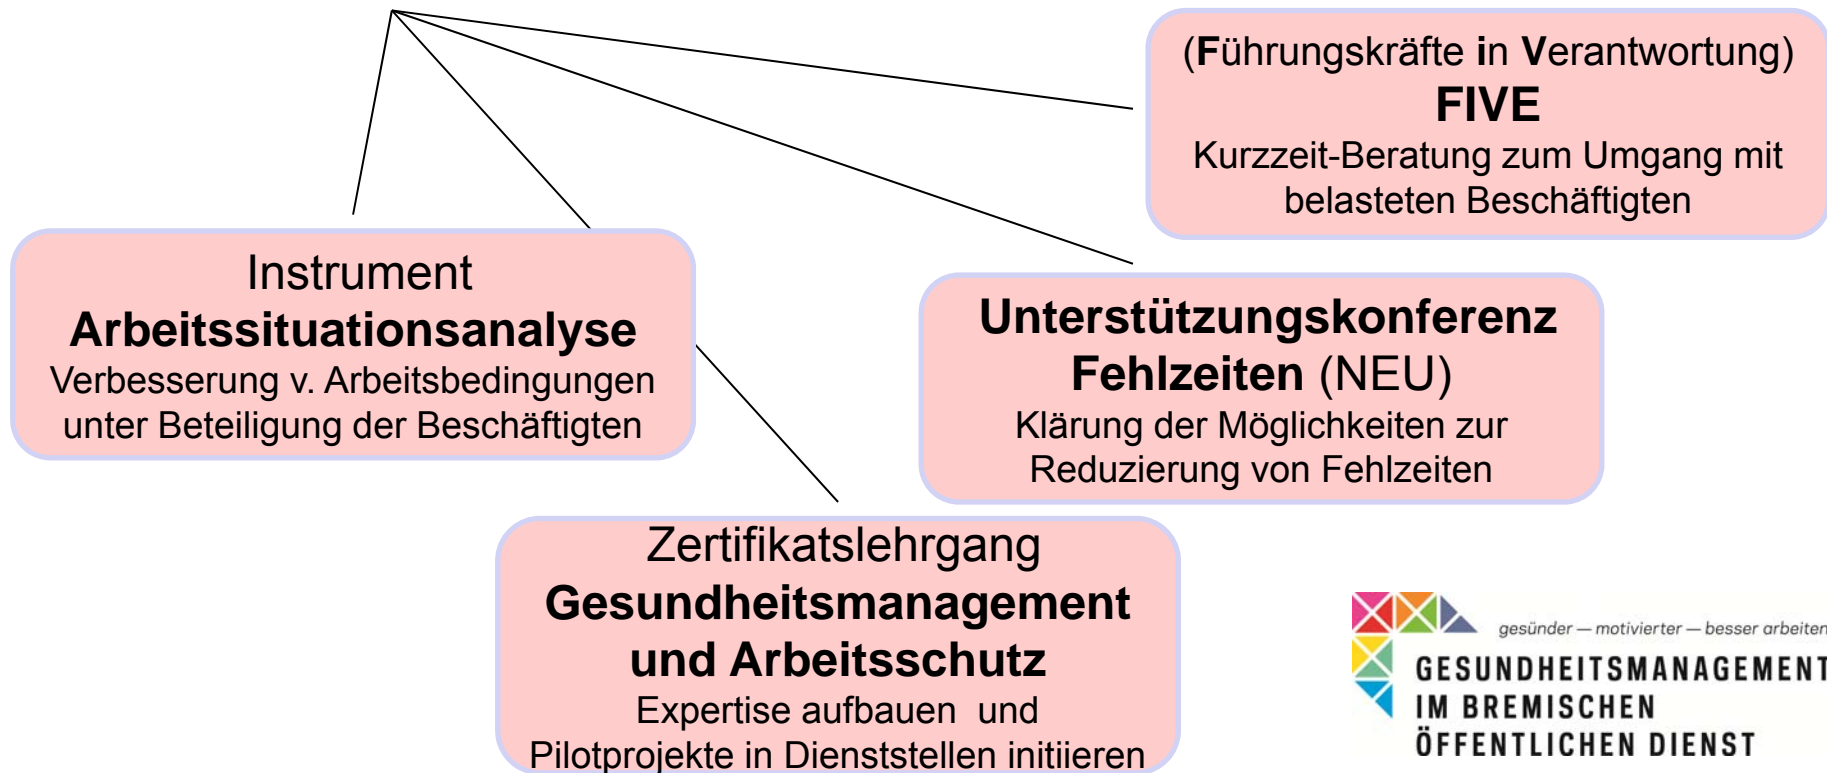 (Führungskräfte in Verantwortung)
FIVE
Kurzzeit-Beratung zum Umgang mit
belasteten Beschäftigten
Instrument
Arbeitssituationsanalyse
Verbesserung v. Arbeitsbedingungen
unter Beteiligung der Beschäftigten
Unterstützungskonferenz
Fehlzeiten (NEU)
Klärung der Möglichkeiten zur
Reduzierung von Fehlzeiten
Zertifikatslehrgang
Gesundheitsmanagement
und Arbeitsschutz
Expertise aufbauen und
Pilotprojekte in Dienststellen initiieren
gesünder — motivierter — besser arbeiten
GESUNDHEITSMANAGEMENT
IM BREMISCHEN
ÖFFENTLICHEN DIENST